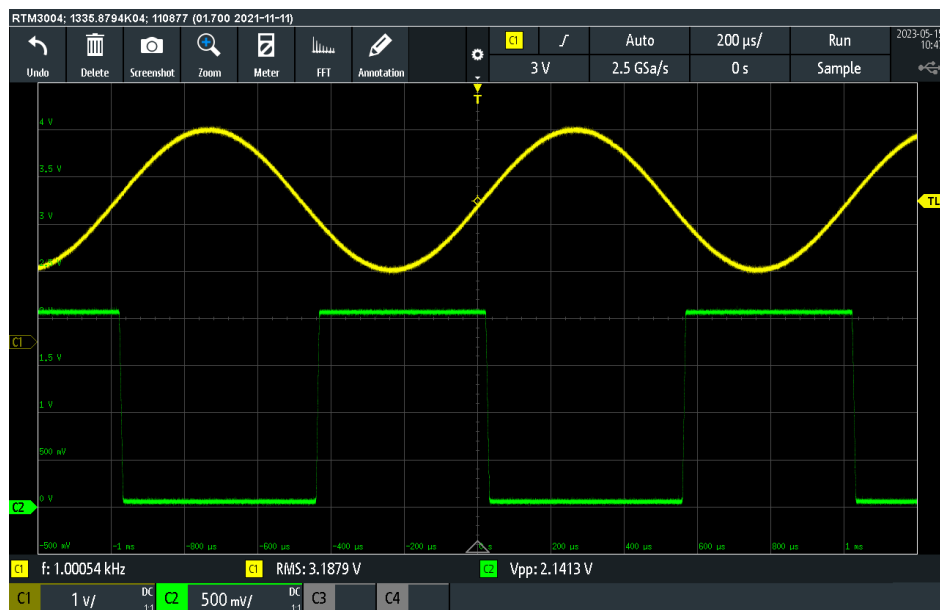 RTM3004; 1335.8794K04; 110877 (01.700 2021-11-11)
Undo Delete Screenshot Zoom Meter FFT Annotation
C1 Auto 200 µs/ Run
3 V 2.5 GSa/s 0 s Sample
T
4 V
3.5 V
3 V
TL
C1
1.5 V
1 V
500 mV
0 V
C2
-500 mV -1 ms -800 µs -600 µs -400 µs -200 µs 200 µs 400 µs 600 µs 800 µs 1 ms
C1 f: 1.00054 kHz C1 RMS: 3.1879 V C2 Vpp: 2.1413 V
C1 1 V/ DC 1:1 C2 500 mV/ DC 1:1 C3 C4